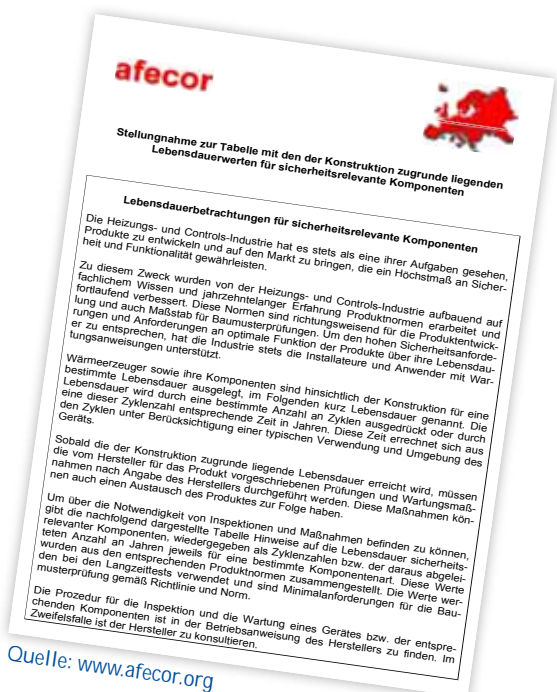 afecor
Stellungnahme zur Tabelle mit den der Konstruktion zugrunde liegenden
Lebensdauerwerten für sicherheitsrelevante Komponenten
Lebensdauerbetrachtungen für sicherheitsrelevante Komponenten
Die Heizungs- und Controls-Industrie hat es stets als eine ihrer Aufgaben gesehen,
Produkte zu entwickeln und auf den Markt zu bringen, die ein Höchstmaß an Sicher-
heit und Funktionalität gewährleisten.
Zu diesem Zweck wurden von der Heizungs- und Controls-Industrie aufbauend auf
fachlichem Wissen und jahrzehntelanger Erfahrung Produktnormen erarbeitet und
fortlaufend verbessert. Diese Normen sind richtungsweisend für die Produktentwick-
lung und auch Maßstab für Baumusterprüfungen. Um den hohen Sicherheitsanforde-
rungen und Anforderungen an optimale Funktion der Produkte über ihre Lebensdau-
er zu entsprechen, hat die Industrie stets die Installateure und Anwender mit War-
tungsanweisungen unterstützt.
Wärmeerzeuger sowie ihre Komponenten sind hinsichtlich der Konstruktion für eine
bestimmte Lebensdauer ausgelegt, im Folgenden kurz Lebensdauer genannt. Die
Lebensdauer wird durch eine bestimmte Anzahl an Zyklen ausgedrückt oder durch
eine dieser Zyklenzahl entsprechende Zeit in Jahren. Diese Zeit errechnet sich aus
den Zyklen unter Berücksichtigung einer typischen Verwendung und Umgebung des
Geräts.
Sobald die der Konstruktion zugrunde liegende Lebensdauer erreicht wird, müssen
die vom Hersteller für das Produkt vorgeschriebenen Prüfungen und Wartungsmaß-
nahmen nach Angabe des Herstellers durchgeführt werden. Diese Maßnahmen kön-
nen auch einen Austausch des Produktes zur Folge haben.
Um über die Notwendigkeit von Inspektionen und Maßnahmen befinden zu können,
gibt die nachfolgend dargestellte Tabelle Hinweise auf die Lebensdauer sicherheits-
relevanter Komponenten, wiedergegeben als Zyklenzahlen bzw. der daraus abgelei-
teten Anzahl an Jahren jeweils für eine bestimmte Komponentenart. Diese Werte
wurden aus den entsprechenden Produktnormen zusammengestellt. Die Werte wer-
den bei den Langzeittests verwendet und sind Minimalanforderungen für die Bau-
musterprüfung gemäß Richtlinie und Norm.
Die Prozedur für die Inspektion und die Wartung eines Gerätes bzw. der entspre-
chenden Komponenten ist in der Betriebsanweisung des Herstellers zu finden. Im
Zweifelsfalle ist der Hersteller zu konsultieren.
Quelle: www.afecor.org